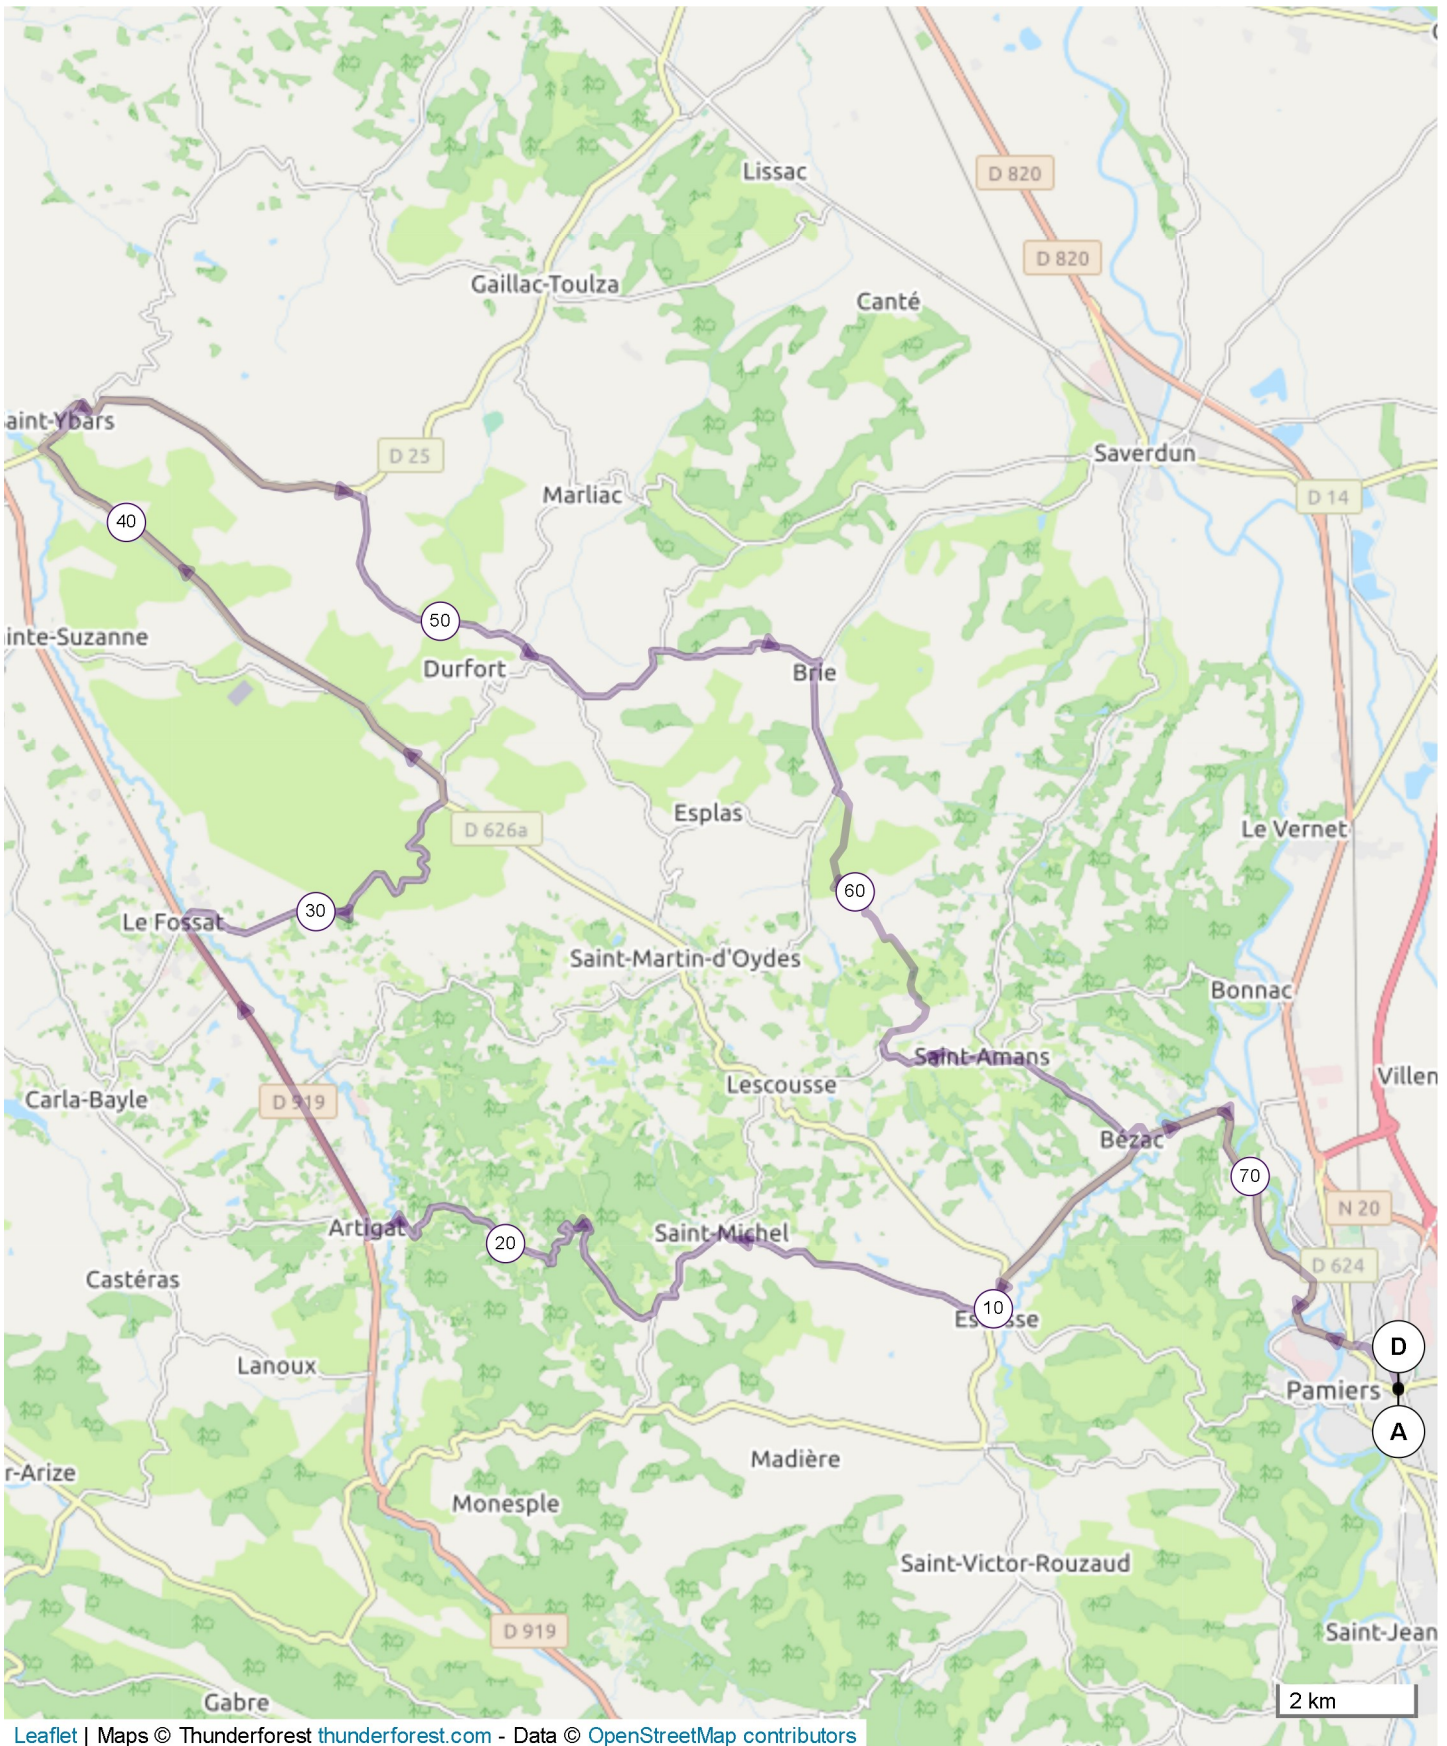 Lissac
D 820
D 820
Gaillac-Toulza
Canté
aint-Ybars
D 25
Saverdun
Marliac
D 14
40
50
inte-Suzanne
Durfort
Brie
Esplas
D 626a
Le Vernet
60
30
Le Fossat
Saint-Martin-d'Oydes
Bonnac
Saint-Amans
Lescousse
Villen
Carla-Bayle
D 919
Bézac
70
Artigat
20
Saint-Michel
N 20
Castéras
D 624
10
D
Lanoux
Pamiers
A
Madière
r-Arize
Monesple
Saint-Victor-Rouzaud
D 919
Saint-Jean
Gabre
2 km
Leaflet | Maps © Thunderforest thunderforest.com - Data © OpenStreetMap contributors